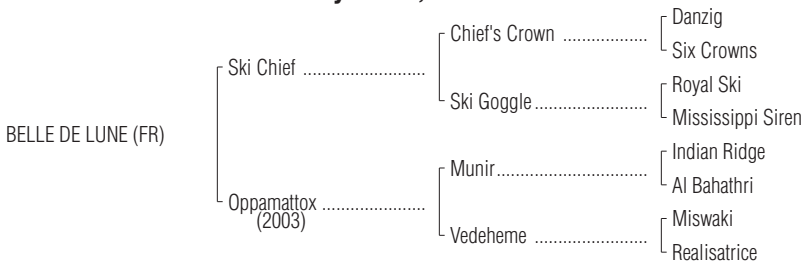 Danzig
Chief's Crown ..................
Six Crowns
Ski Chief ..........................
Royal Ski
Ski Goggle........................
Mississippi Siren
BELLE DE LUNE (FR)
Indian Ridge
Munir................................
Al Bahathri
Oppamattox ......................
(2003)
Miswaki
Vedeheme ........................
Realisatrice